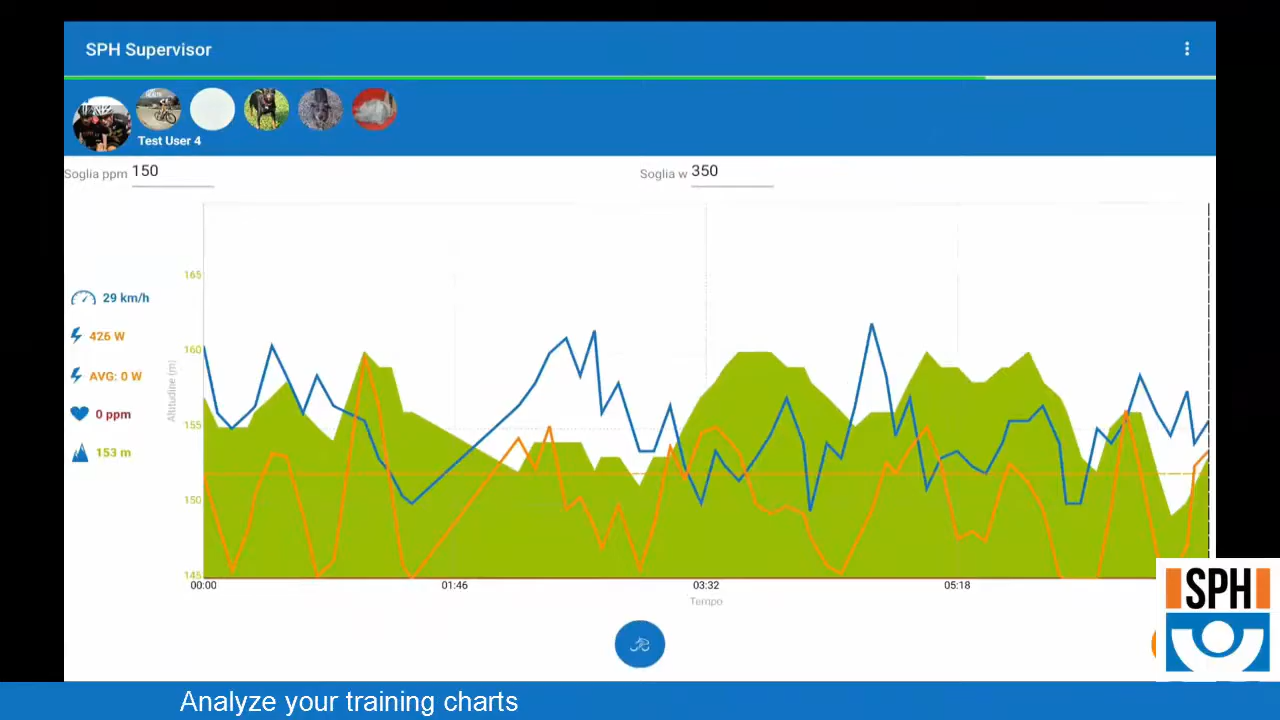 SPH Supervisor
Test User 4
Soglia ppm 150
Soglia w 350
165
160
155
150
145
Altitudine (m)
29 km/h
426 W
AVG: 0 W
0 ppm
153 m
00:00 01:46 03:32 05:18
Tempo
SPH
Analyze your training charts